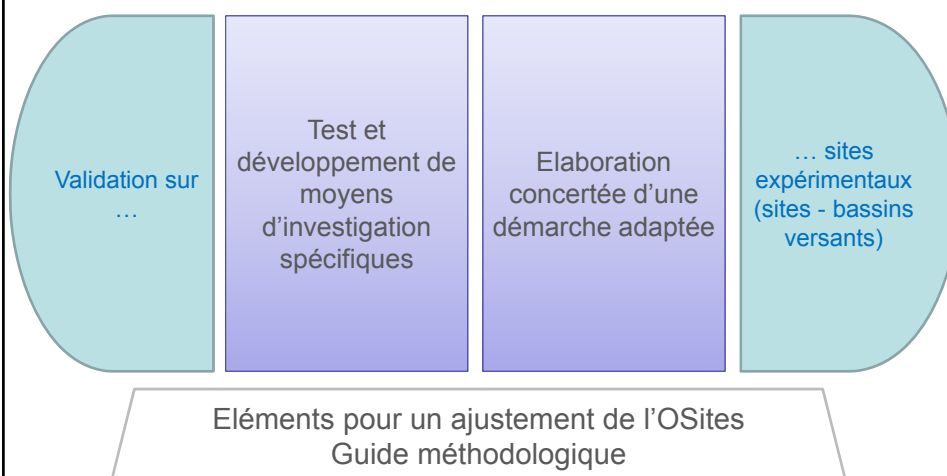 Validation sur
…
Test et
développement de
moyens
d’investigation
spécifiques
Elaboration
concertée d’une
démarche adaptée
… sites
expérimentaux
(sites - bassins
versants)
Eléments pour un ajustement de l’OSites
Guide méthodologique